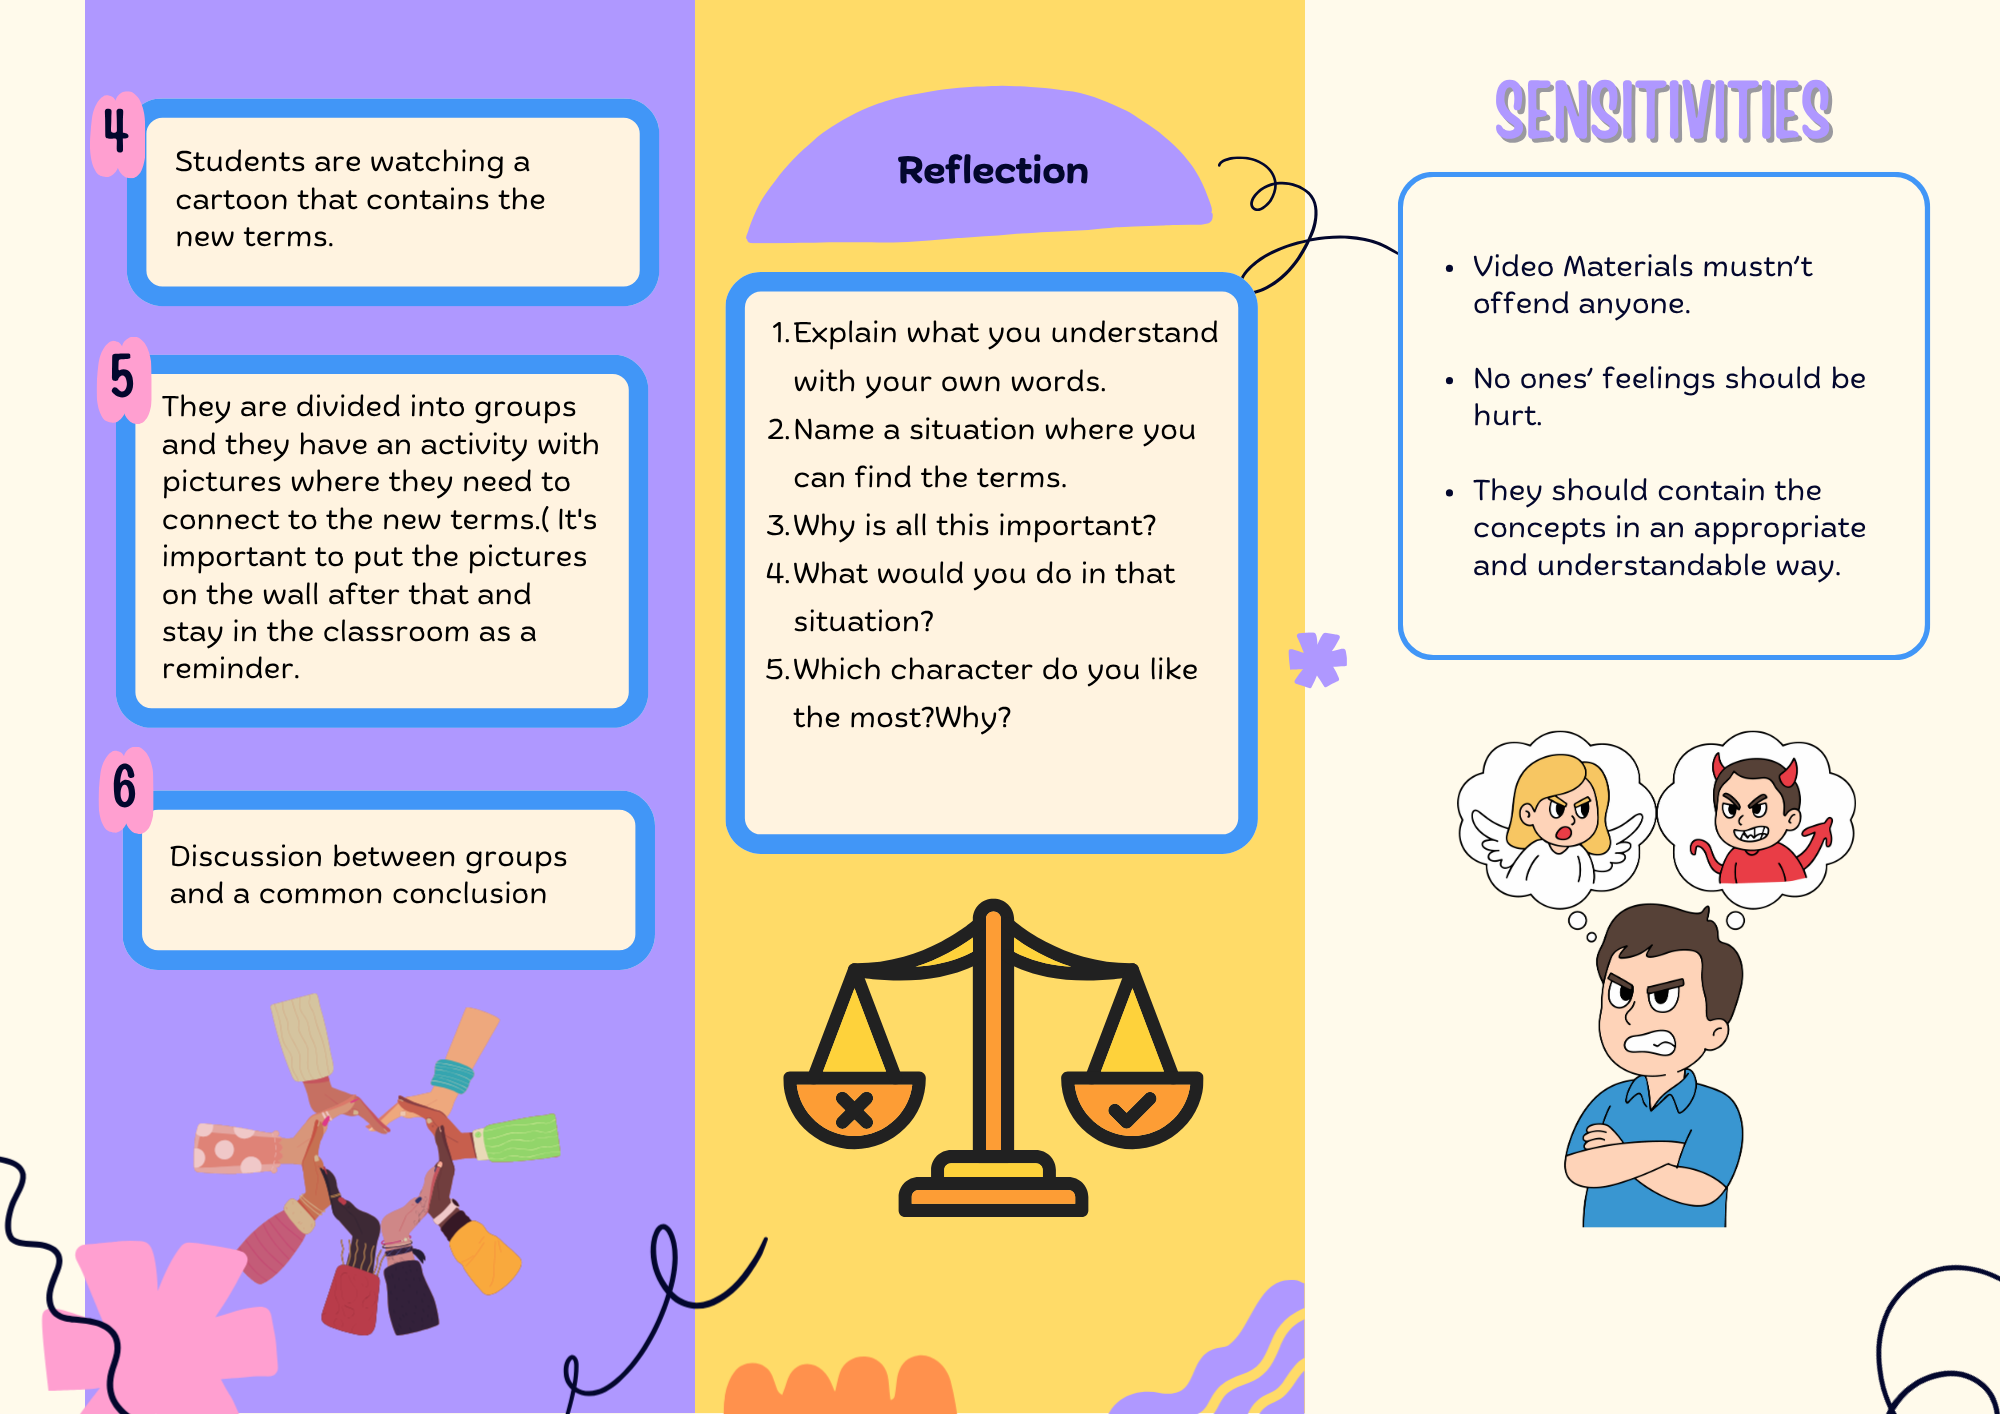 4
Students are watching a
cartoon that contains the
new terms.
5
They are divided into groups
and they have an activity with
pictures where they need to
connect to the new terms.( It's
important to put the pictures
on the wall after that and
stay in the classroom as a
reminder.
6
Discussion between groups
and a common conclusion
Reflection
1. Explain what you understand
with your own words.
2. Name a situation where you
can find the terms.
3. Why is all this important?
4. What would you do in that
situation?
5. Which character do you like
the most?Why?
SENSITIVITIES
• Video Materials mustn't
offend anyone.
• No ones' feelings should be
hurt.
• They should contain the
concepts in an appropriate
and understandable way.